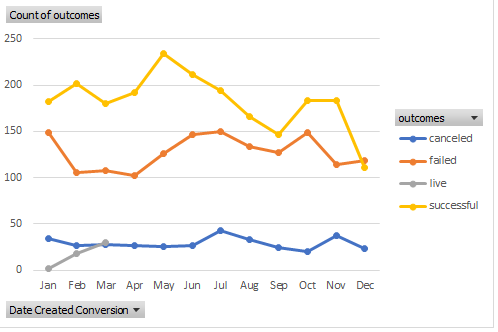 Count of outcomes
250
200
150
100
50
0
Jan Feb Mar Apr May Jun Jul Aug Sep Oct Nov Dec
outcomes
canceled
failed
live
successful
Date Created Conversion